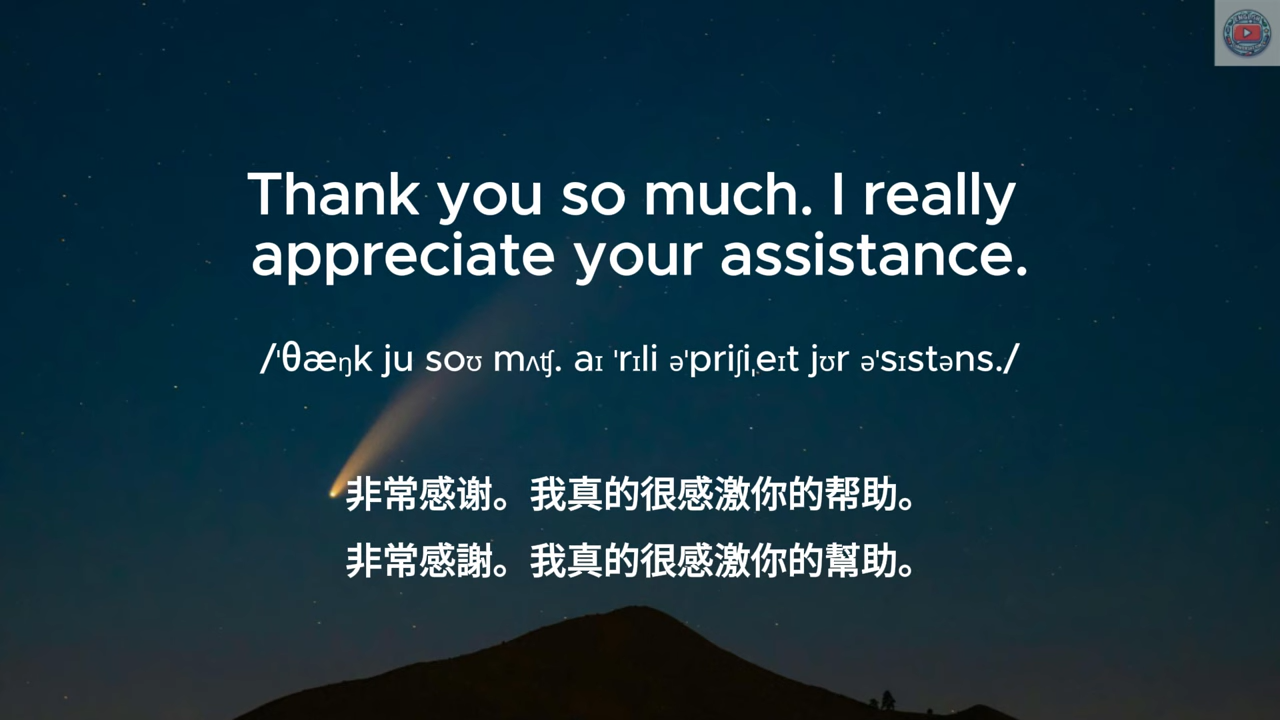 Thank you so much. I really
appreciate your assistance.
/ˈθæŋk ju soʊ mʌʧ. aɪ ˈrɪli əˈpriʃiˌeɪt jʊr əˈsɪstəns./
非常感谢。我真的很感激你的帮助。
非常感謝。我真的很感激你的幫助。